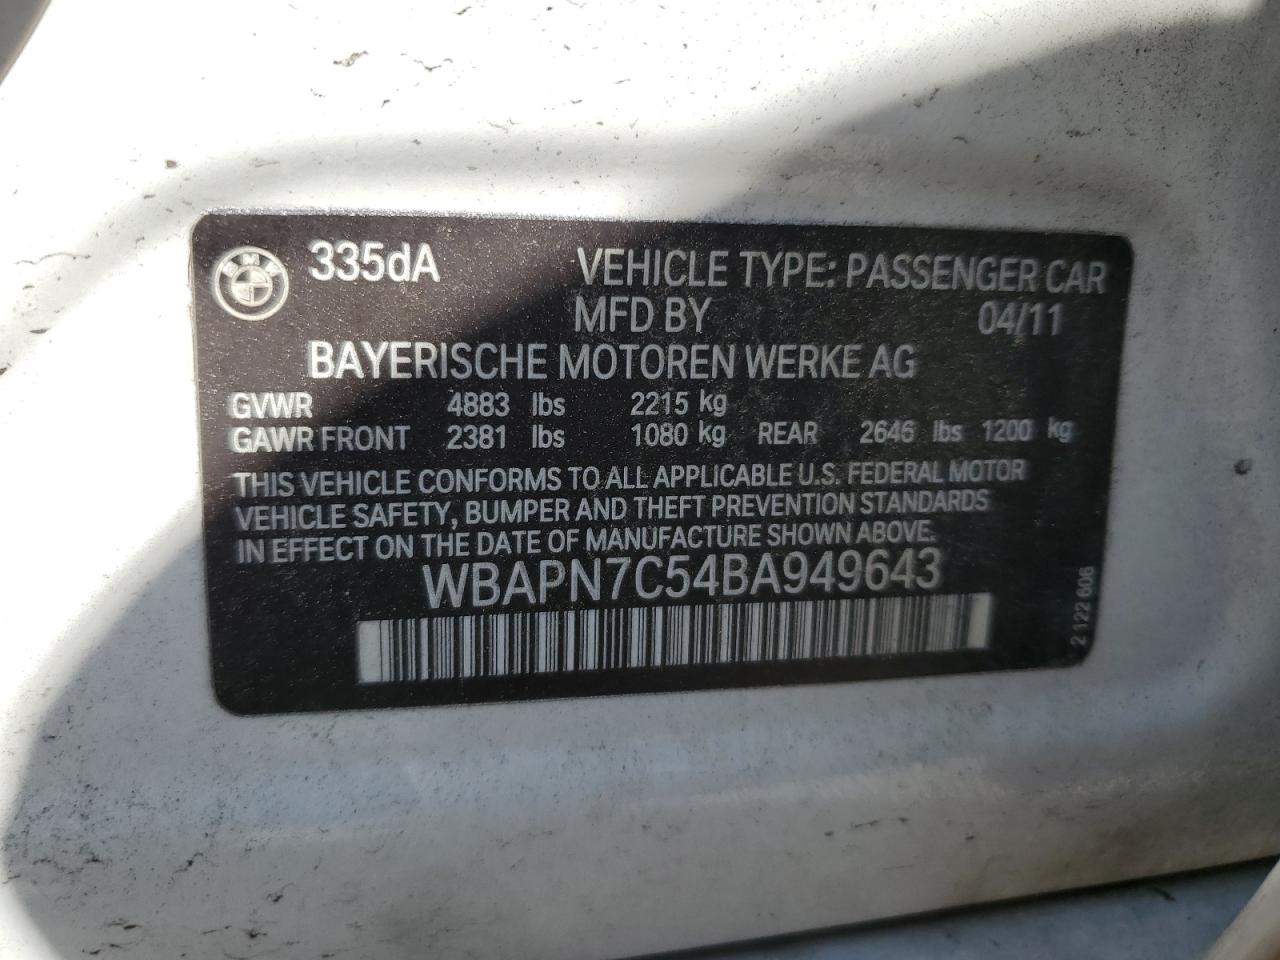 BMW
335dA VEHICLE TYPE: PASSENGER CAR
MFD BY 04/11
BAYERISCHE MOTOREN WERKE AG
GVWR 4883 lbs 2215 kg
GAWR FRONT 2381 lbs 1080 kg REAR 2646 lbs 1200 kg
THIS VEHICLE CONFORMS TO ALL APPLICABLE U.S. FEDERAL MOTOR
VEHICLE SAFETY, BUMPER AND THEFT PREVENTION STANDARDS
IN EFFECT ON THE DATE OF MANUFACTURE SHOWN ABOVE.
WBAPN7C54BA949643
2 122 606